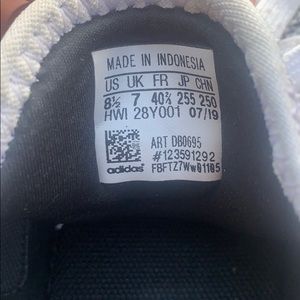 MADE IN INDONESIA
US UK FR JP CHN
8½ 7 40⅔ 255 250
HWI 28Y001 07/19
ART DB0695
#123591292
adidas FBFTZ7Ww01185